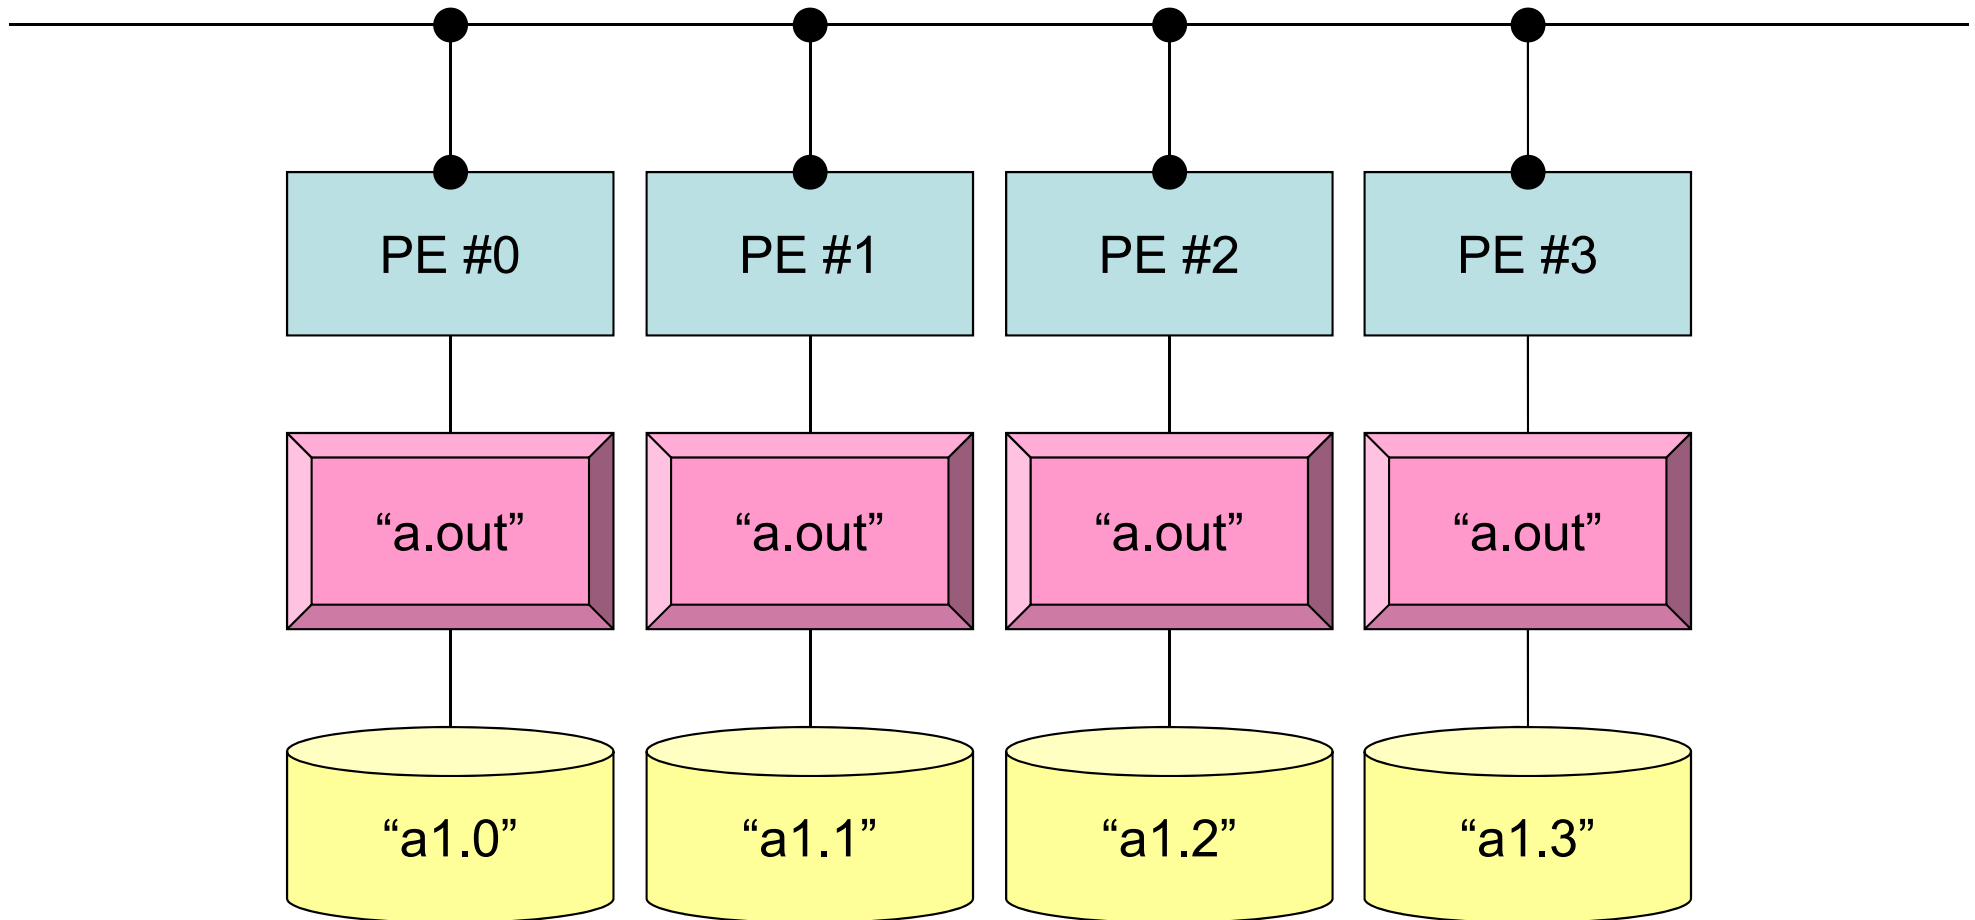 PE #0
PE #1
PE #2
PE #3
“a.out”
“a.out”
“a.out”
“a.out”
“a1.0”
“a1.1”
“a1.2”
“a1.3”